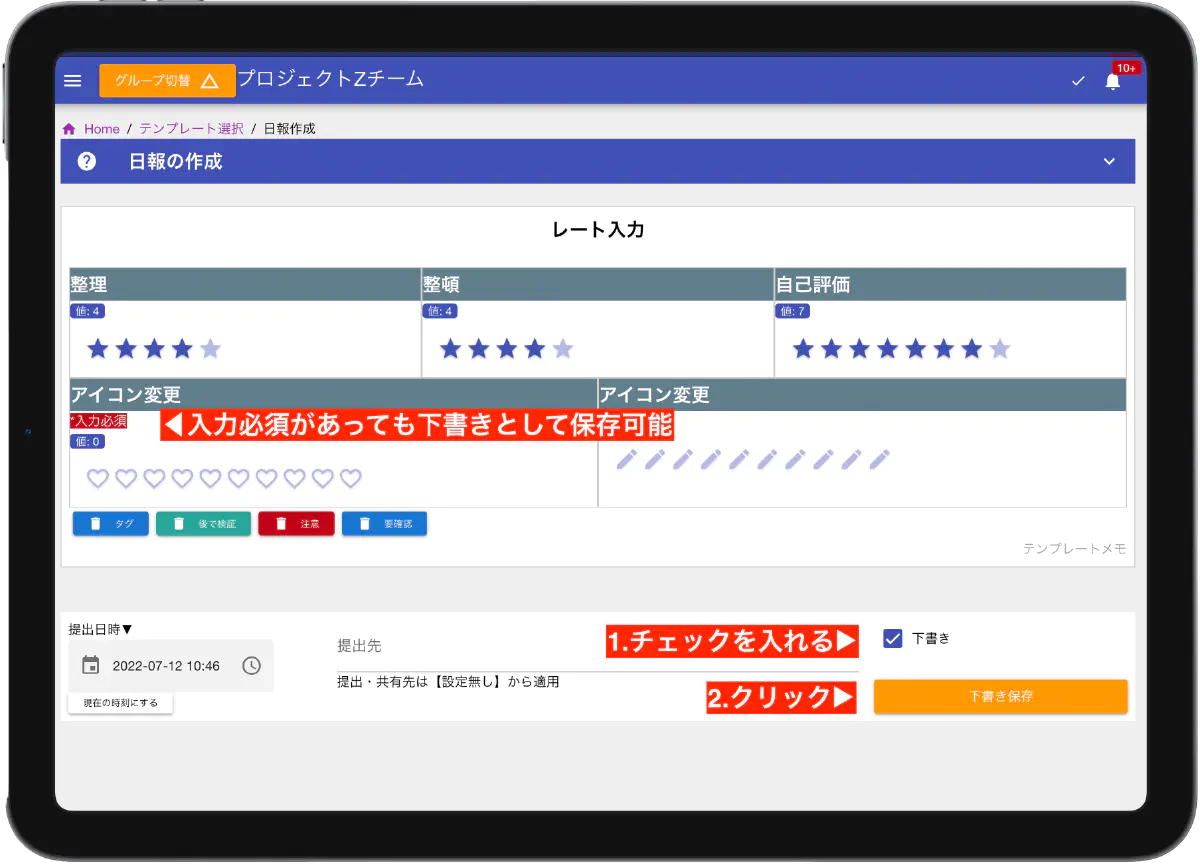 グループ切替 プロジェクトZチーム 10+
Home / テンプレート選択 / 日報作成
日報の作成
レート入力
整理 整頓 自己評価
値: 4 値: 4 値: 7
アイコン変更 アイコン変更
*入力必須 ◀入力必須があっても下書きとして保存可能
値: 0
タグ 後で検証 注意 要確認
テンプレートメモ
提出日時▼
2022-07-12 10:46
現在の時刻にする
提出先
提出・共有先は【設定無し】から適用
1.チェックを入れる▶ 下書き
2.クリック▶ 下書き保存